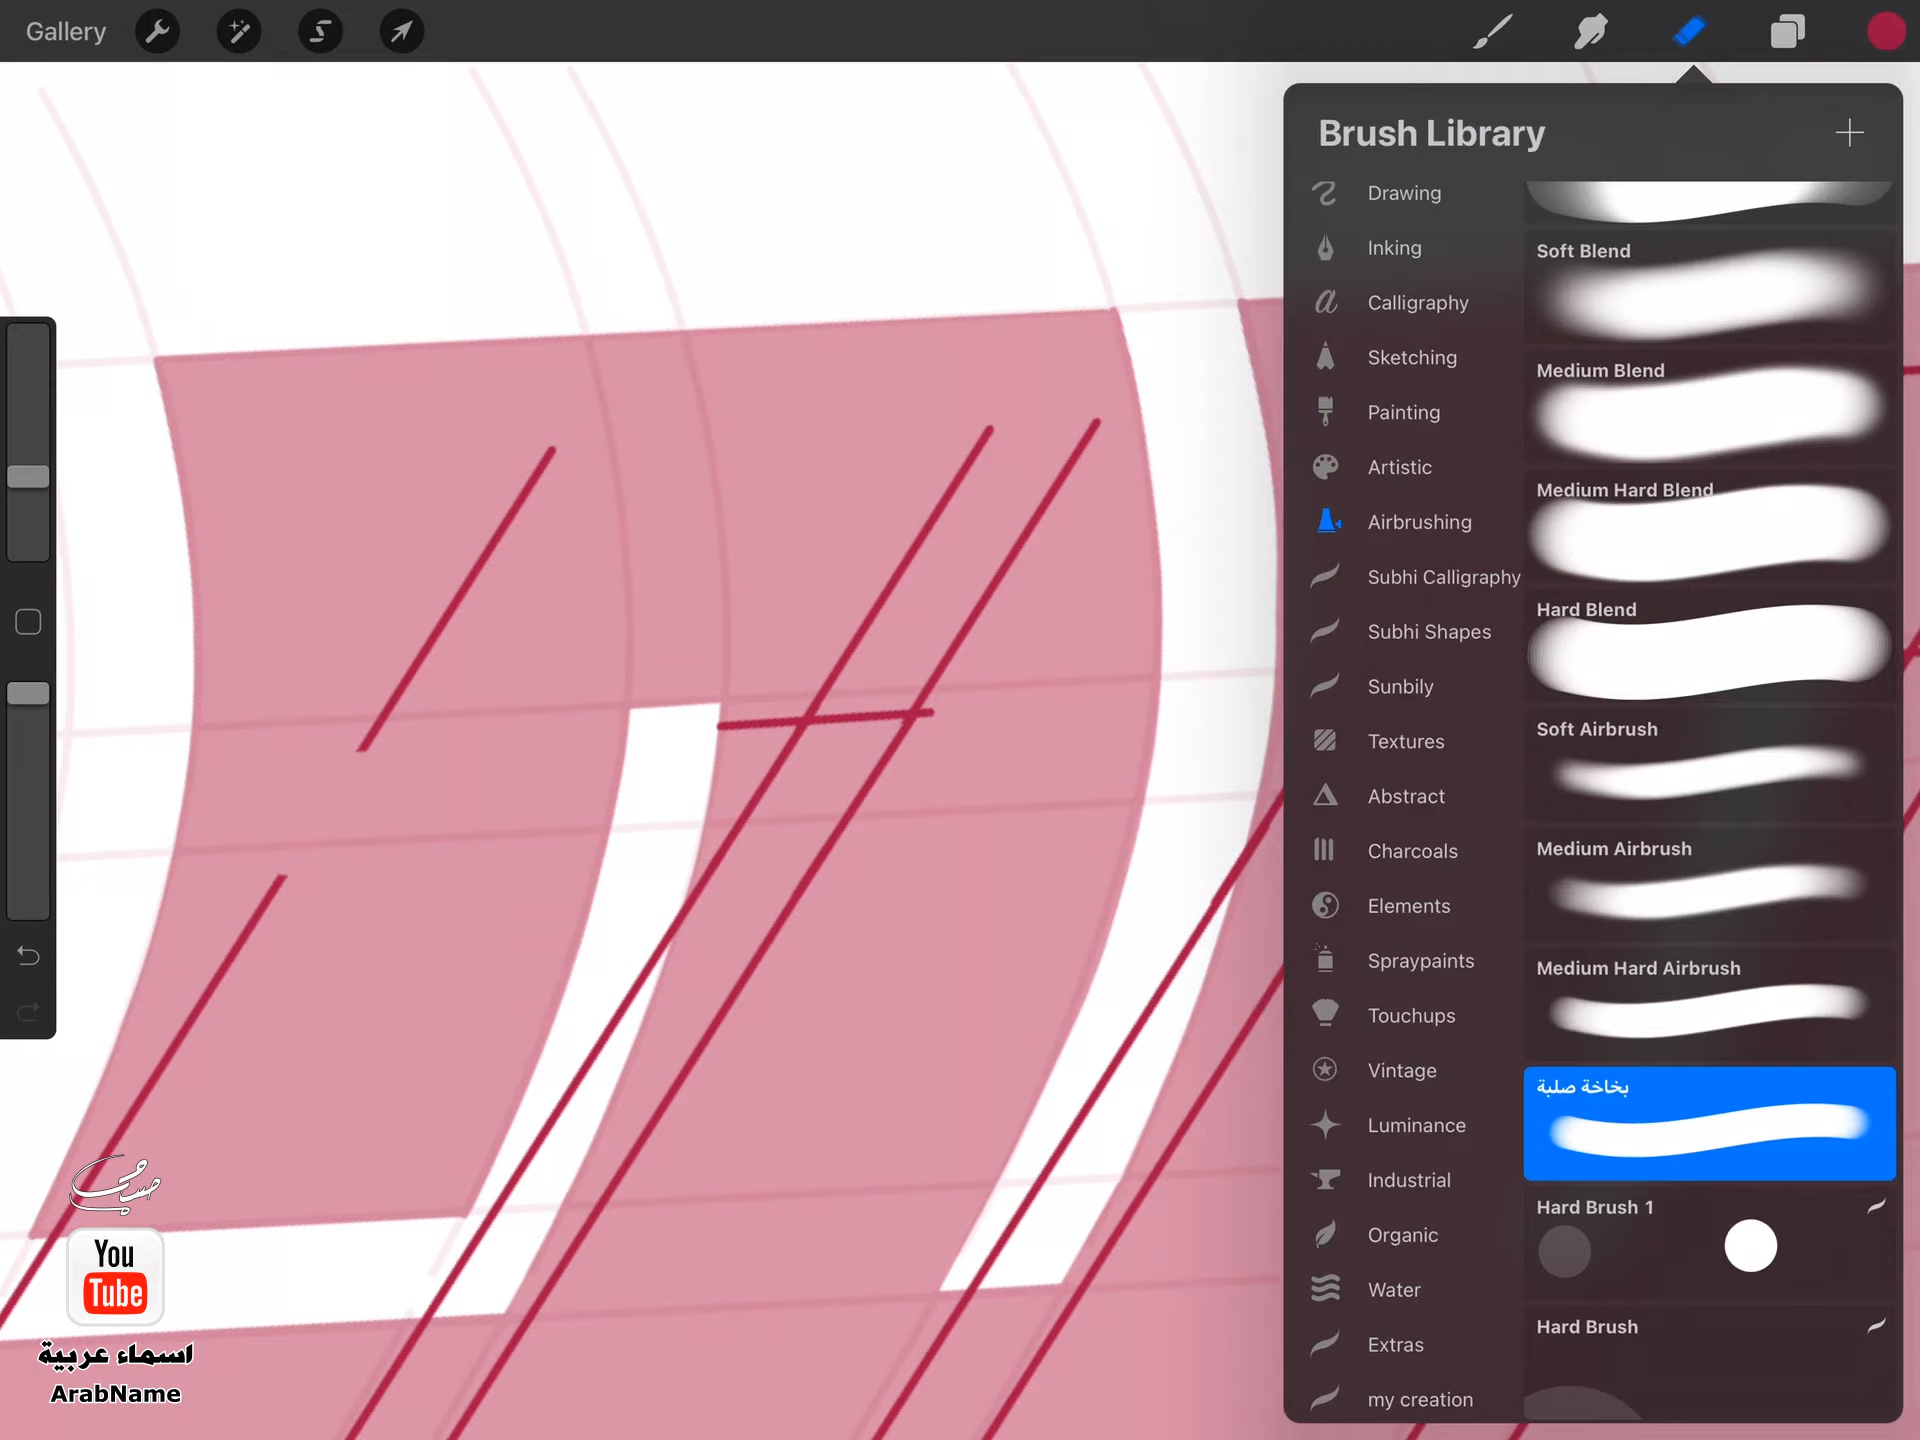 Gallery
Brush Library
Drawing
Inking
Calligraphy
Sketching
Painting
Artistic
Airbrushing
Subhi Calligraphy
Subhi Shapes
Sunbily
Textures
Abstract
Charcoals
Elements
Spraypaints
Touchups
Vintage
Luminance
Industrial
Organic
Water
Extras
my creation
Soft Blend
Medium Blend
Medium Hard Blend
Hard Blend
Soft Airbrush
Medium Airbrush
Medium Hard Airbrush
بخاخة صلبة
Hard Brush 1
Hard Brush
You
Tube
اسماء عربية
ArabName